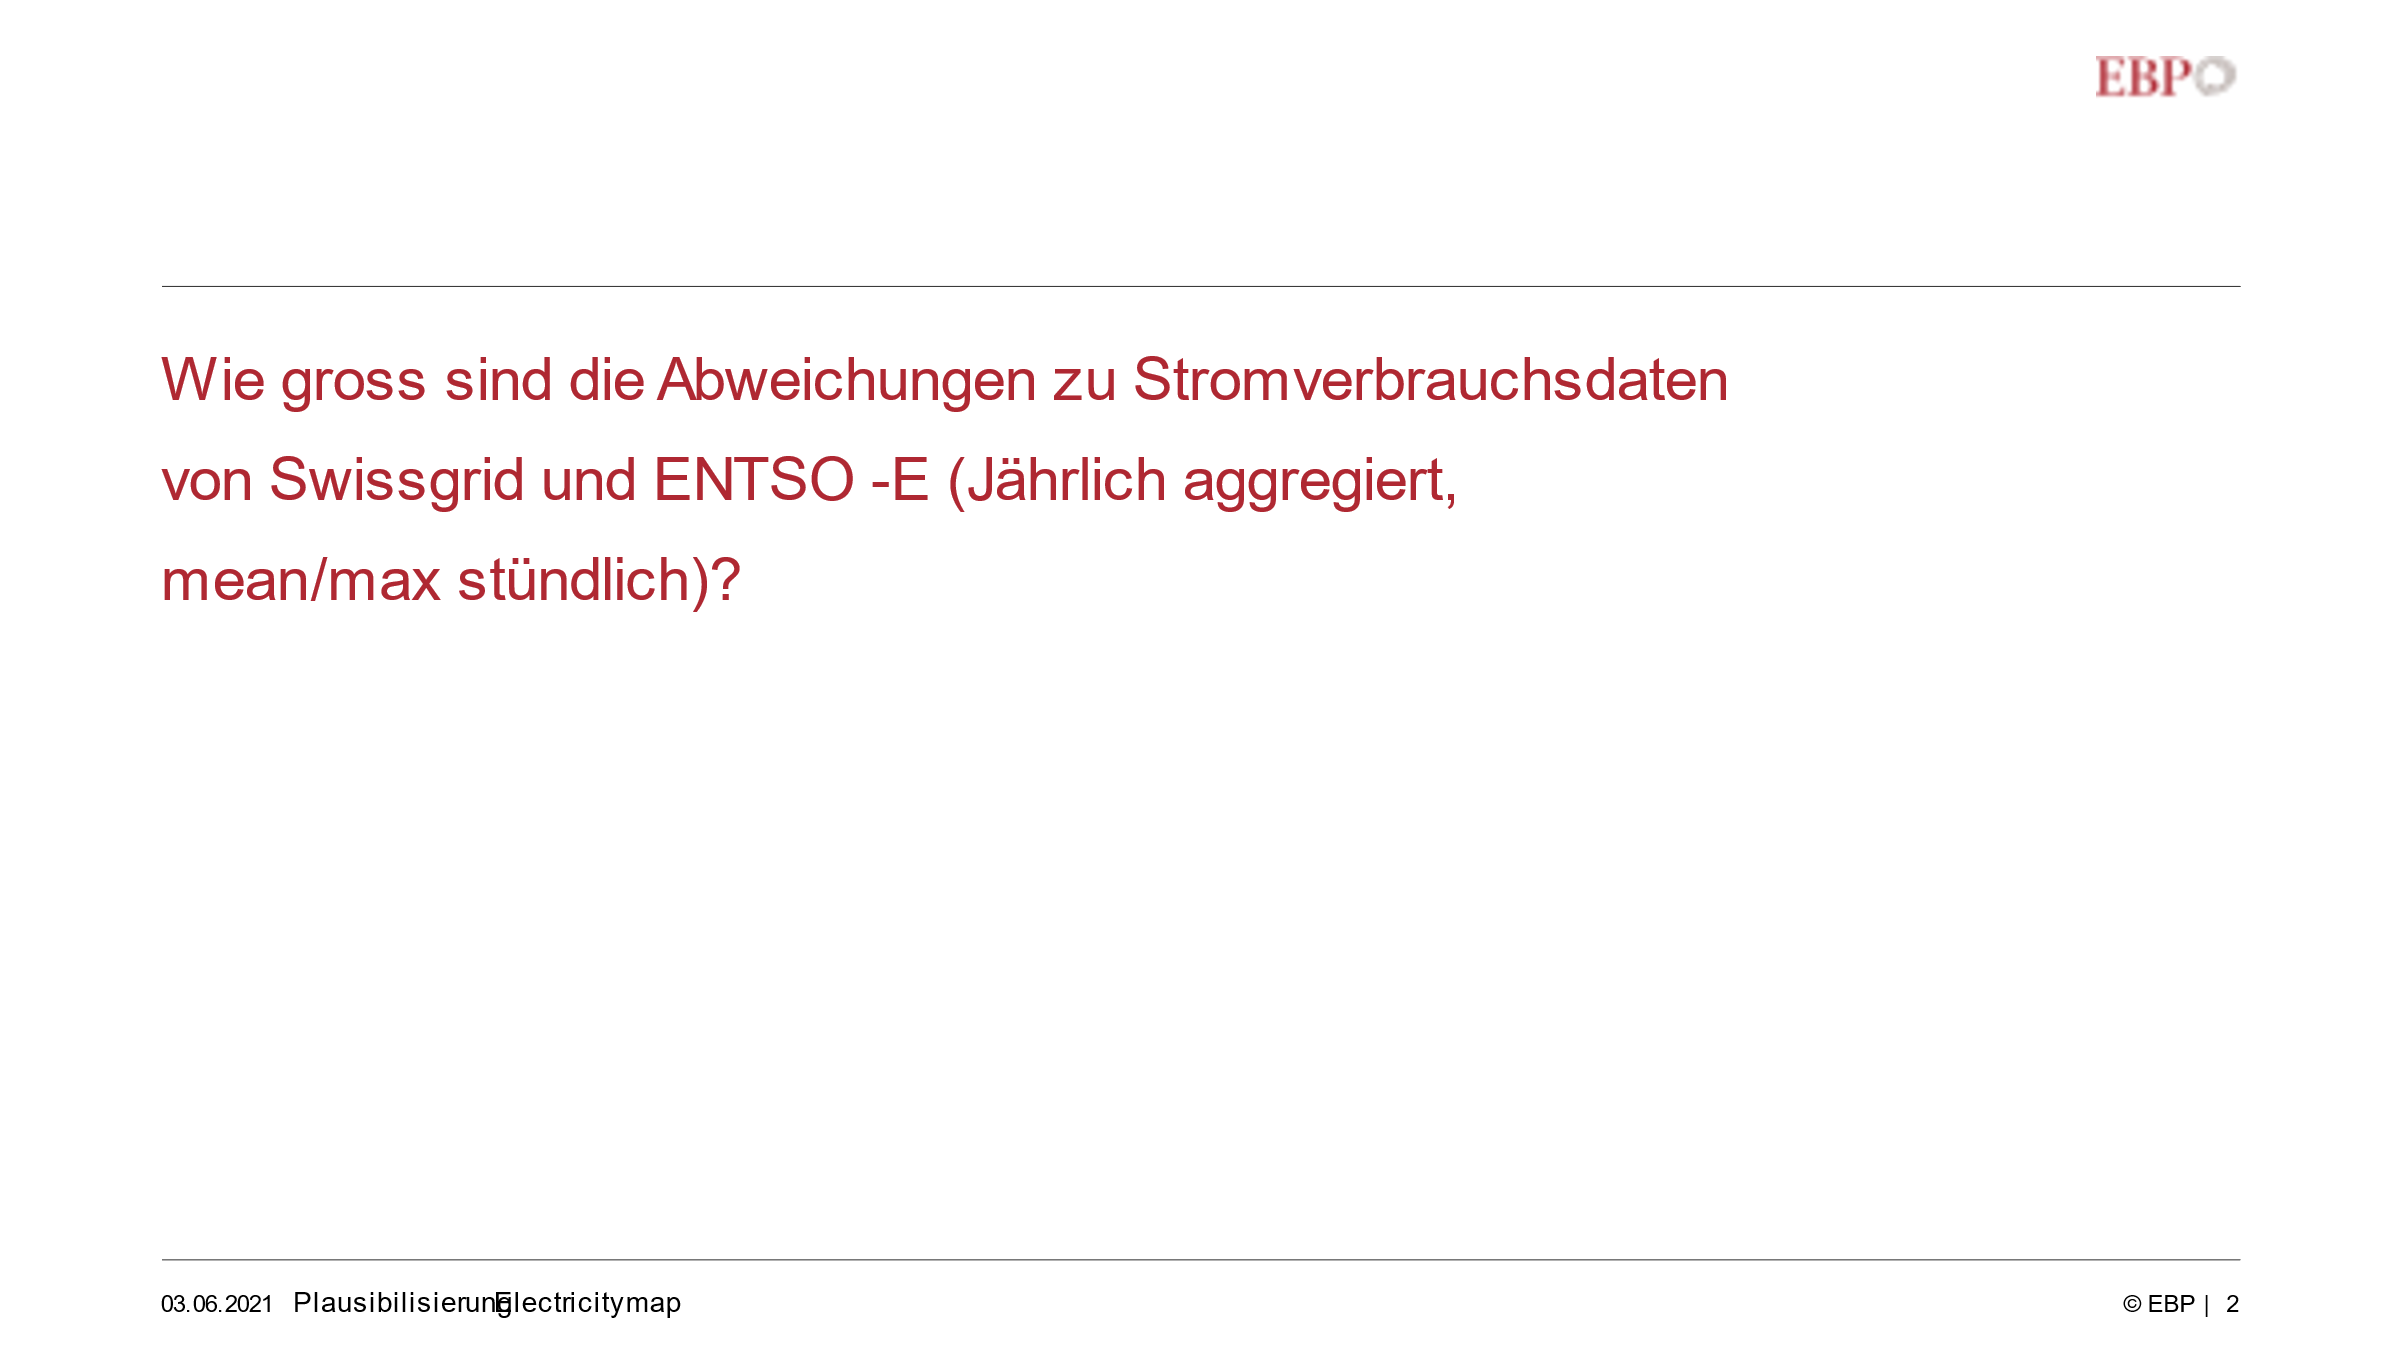 EBP
Wie gross sind die Abweichungen zu Stromverbrauchsdaten
von Swissgrid und ENTSO -E (Jährlich aggregiert,
mean/max stündlich)?
03.06.2021 Plausibilisierung Electricitymap © EBP | 2